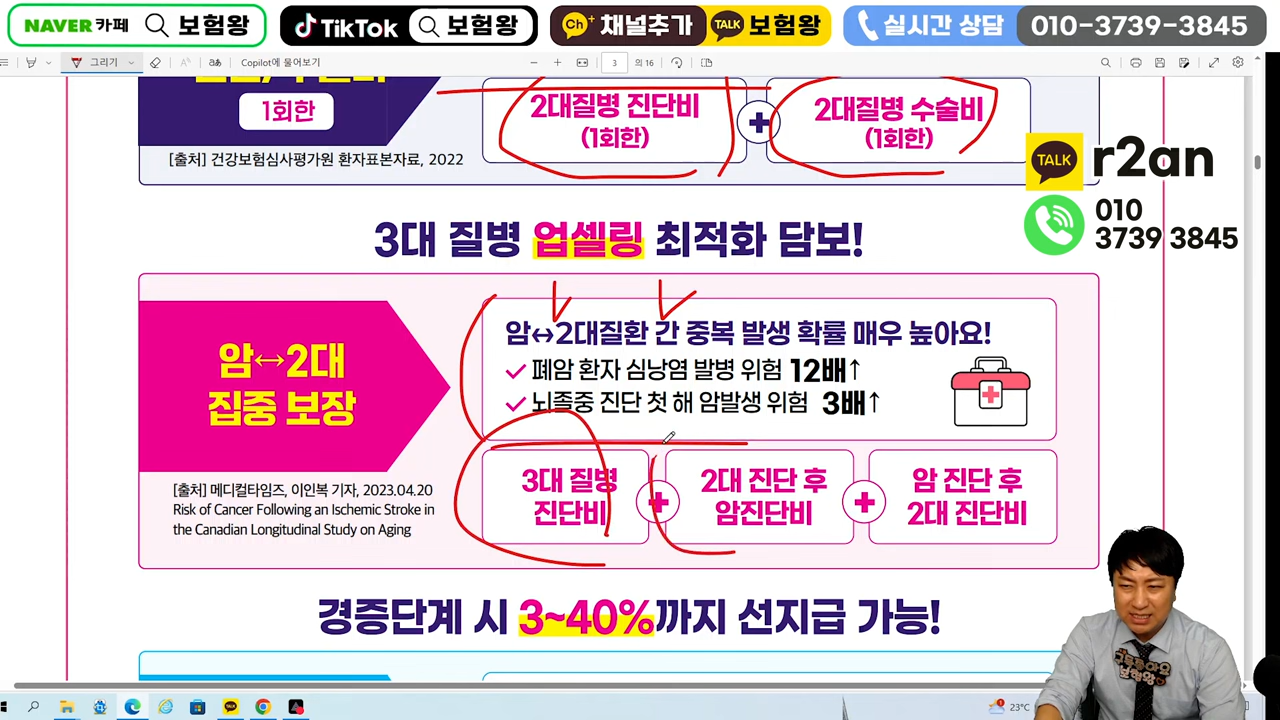 NAVER 카페 보험왕
TikTok 보험왕
Ch+ 채널추가 TALK 보험왕
실시간 상담 010-3739-3845
그리기
Copilot에 물어보기
3 의 16
1회한
2대질병 진단비
(1회한)
+
2대질병 수술비
(1회한)
[출처] 건강보험심사평가원 환자표본자료, 2022
TALK r2an
010
3739 3845
3대 질병 업셀링 최적화 담보!
암↔2대
집중 보장
암↔2대질환 간 중복 발생 확률 매우 높아요!
폐암 환자 심낭염 발병 위험 12배↑
뇌졸중 진단 첫 해 암발생 위험 3배↑
3대 질병
진단비
+
2대 진단 후
암진단비
+
암 진단 후
2대 진단비
[출처] 메디컬타임즈, 이인복 기자, 2023.04.20
Risk of Cancer Following an Ischemic Stroke in
the Canadian Longitudinal Study on Aging
경증단계 시 3~40%까지 선지급 가능!
보험왕
23°C